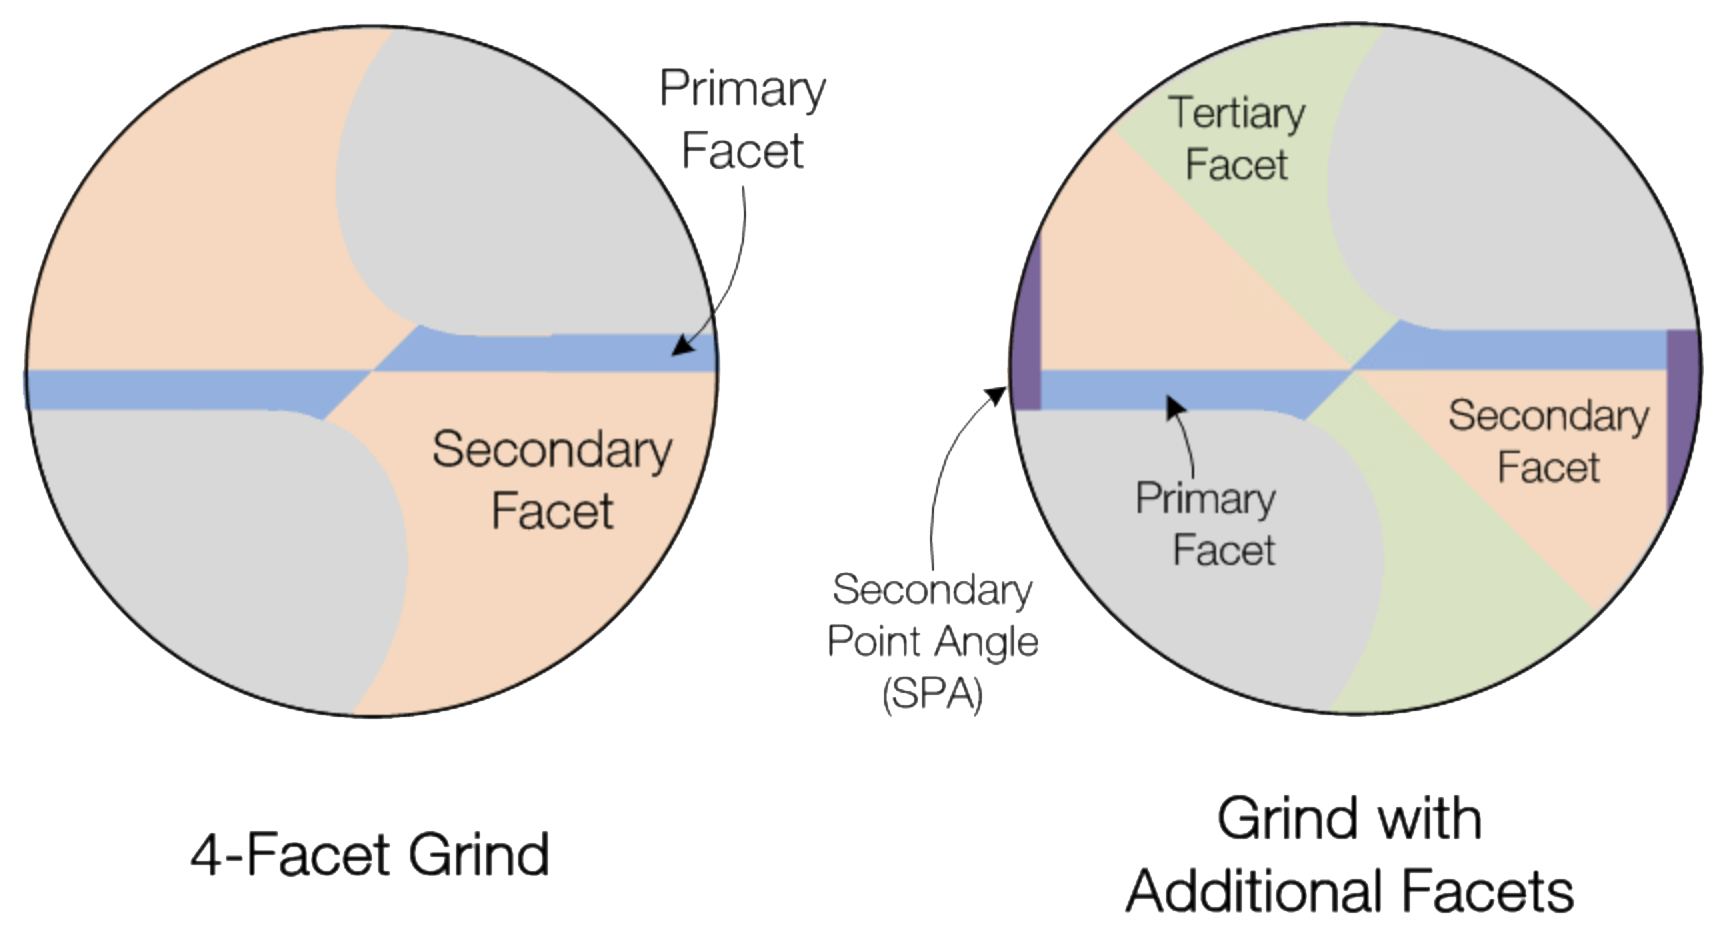 Primary
Facet
Secondary
Facet
4-Facet Grind
Tertiary
Facet
Secondary
Facet
Primary
Facet
Secondary
Point Angle
(SPA)
Grind with
Additional Facets